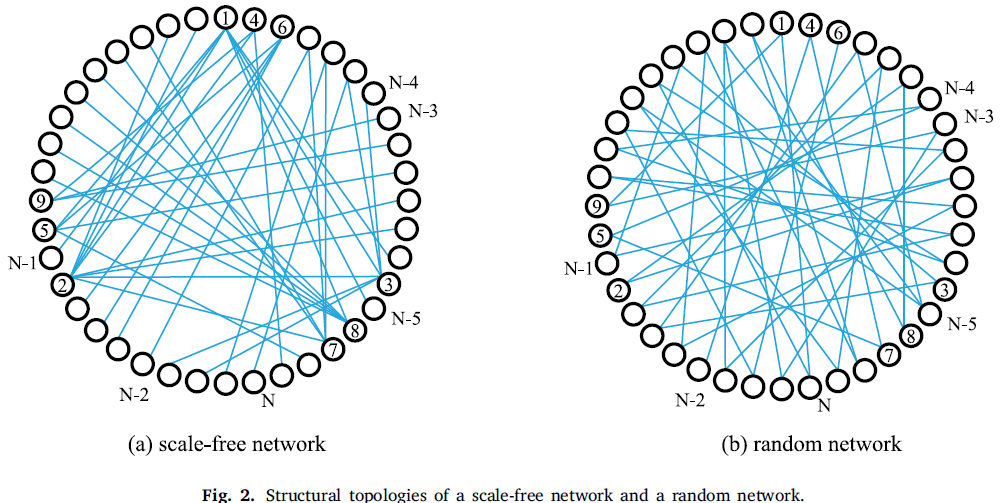 1 4 6
N-4
N-3
9
5
N-1
2
3
N-5
8
7
N-2
N
(a) scale-free network
1 4 6
N-4
N-3
9
5
N-1
2
3
N-5
8
7
N-2
N
(b) random network
Fig. 2. Structural topologies of a scale-free network and a random network.